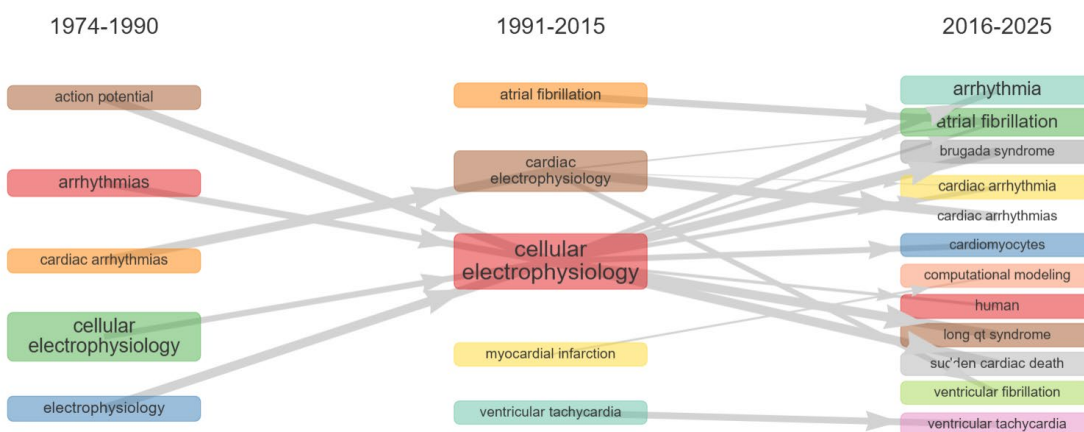 1974-1990
action potential
arrhythmias
cardiac arrhythmias
cellular
electrophysiology
electrophysiology
1991-2015
atrial fibrillation
cardiac
electrophysiology
cellular
electrophysiology
myocardial infarction
ventricular tachycardia
2016-2025
arrhythmia
atrial fibrillation
brugada syndrome
cardiac arrhythmia
cardiac arrhythmias
cardiomyocytes
computational modeling
human
long qt syndrome
sudden cardiac death
ventricular fibrillation
ventricular tachycardia